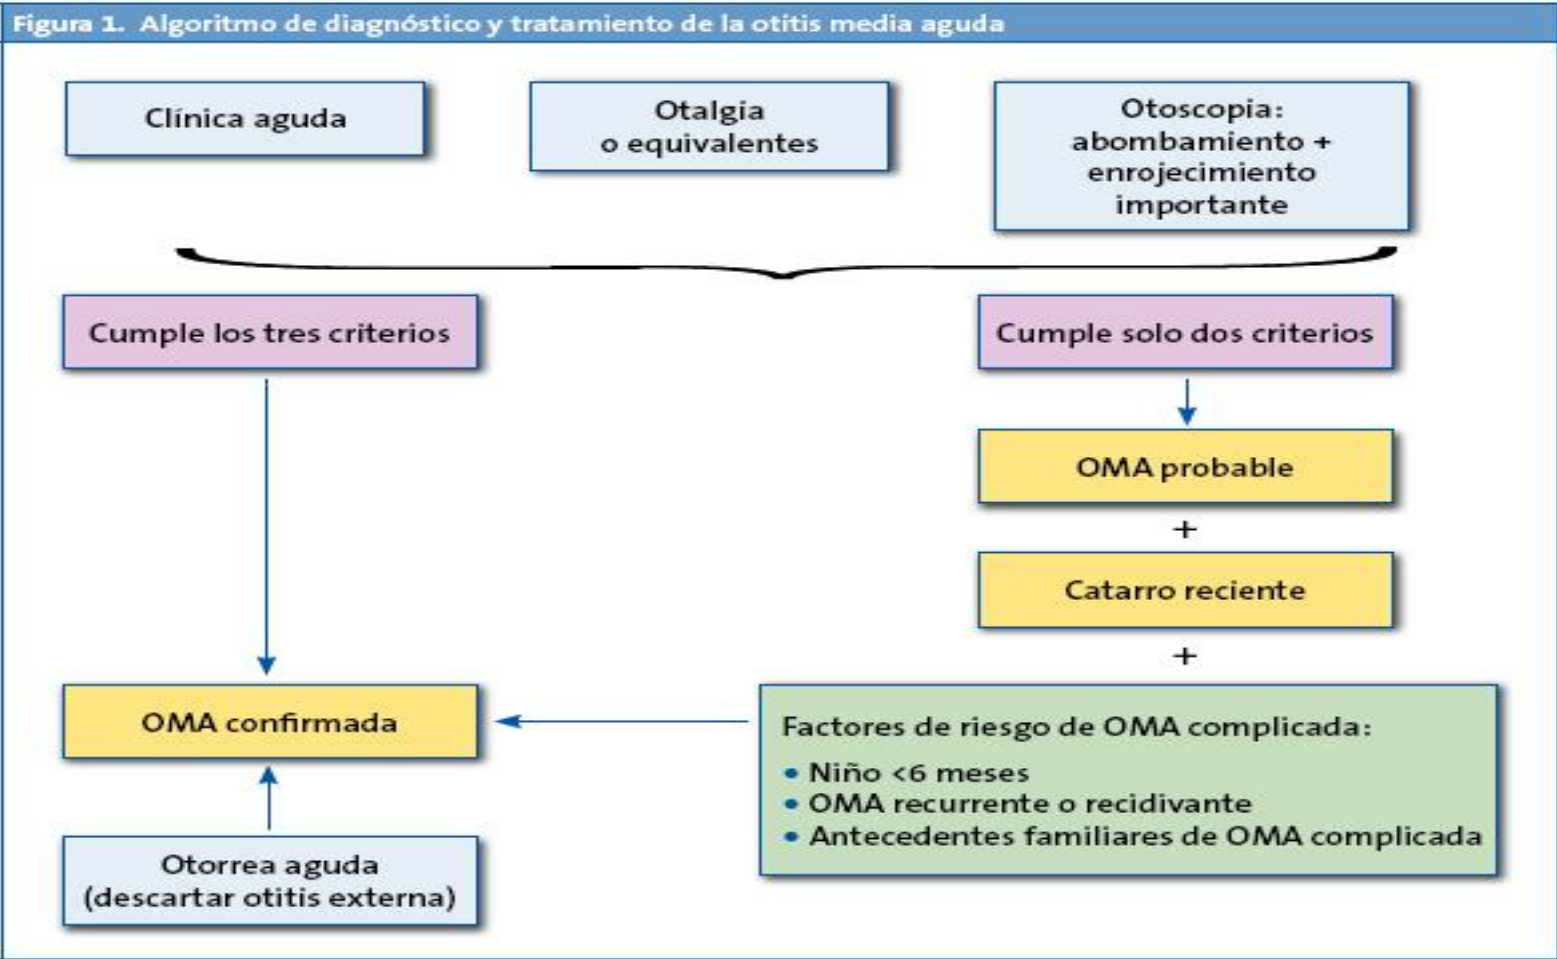 Figura 1. Algoritmo de diagnóstico y tratamiento de la otitis media aguda
Clínica aguda
Otalgia
o equivalentes
Otoscopia:
abombamiento +
enrojecimiento
importante
Cumple los tres criterios
Cumple solo dos criterios
OMA probable
+
Catarro reciente
+
OMA confirmada
Factores de riesgo de OMA complicada:
• Niño <6 meses
• OMA recurrente o recidivante
• Antecedentes familiares de OMA complicada
Otorrea aguda
(descartar otitis externa)